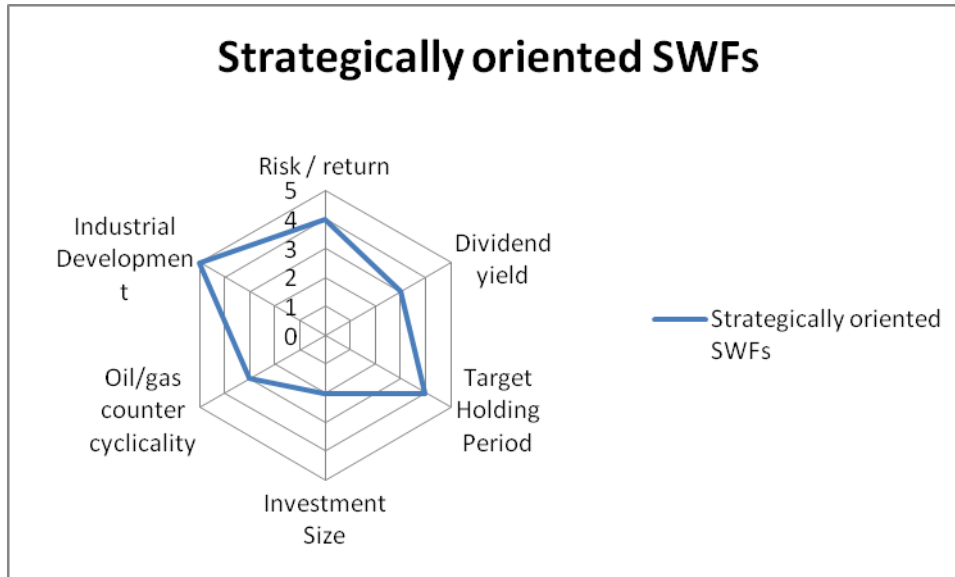 Strategically oriented SWFs
Risk / return
5
4
3
2
1
0
Industrial
Developmen
t
Dividend
yield
Oil/gas
counter
cyclicality
Target
Holding
Period
Investment
Size
Strategically oriented
SWFs